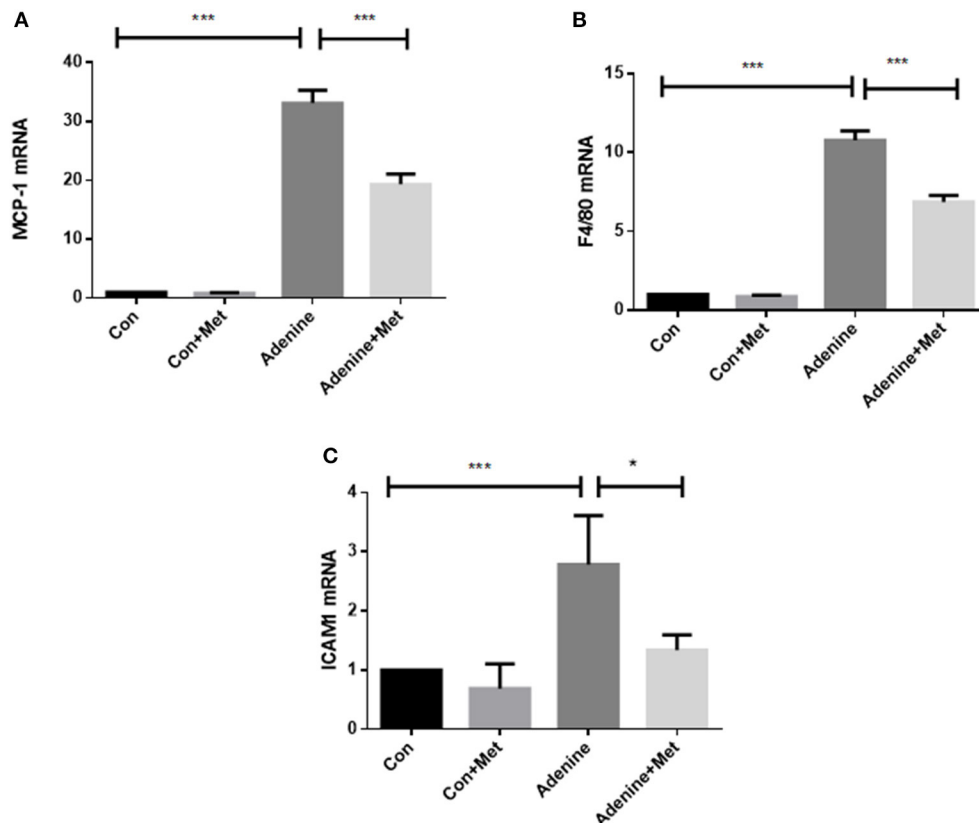 A
***
***
MCP-1 mRNA
40
30
20
10
0
Con
Con+Met
Adenine
Adenine+Met
B
***
***
F4/80 mRNA
15
10
5
0
Con
Con+Met
Adenine
Adenine+Met
C
***
*
ICAM1 mRNA
4
3
2
1
0
Con
Con+Met
Adenine
Adenine+Met